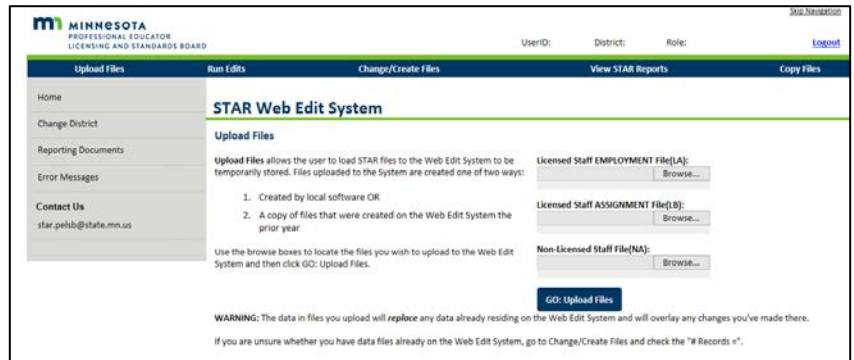 Skip Navigation
MINNESOTA
PROFESSIONAL EDUCATOR
LICENSING AND STANDARDS BOARD
UserID: District: Role: Logout
Upload Files Run Edits Change/Create Files View STAR Reports Copy Files
Home
Change District
Reporting Documents
Error Messages
Contact Us
star.pelsb@state.mn.us
STAR Web Edit System
Upload Files
Upload Files allows the user to load STAR files to the Web Edit System to be
temporarily stored. Files uploaded to the System are created one of two ways:
1. Created by local software OR
2. A copy of files that were created on the Web Edit System the
prior year
Use the browse boxes to locate the files you wish to upload to the Web Edit
System and then click GO: Upload Files.
Licensed Staff EMPLOYMENT File(LA):
Browse...
Licensed Staff ASSIGNMENT File(LB):
Browse...
Non-Licensed Staff File(NA):
Browse...
GO: Upload Files
WARNING: The data in files you upload will replace any data already residing on the Web Edit System and will overlay any changes you've made there.
If you are unsure whether you have data files already on the Web Edit System, go to Change/Create Files and check the "# Records =".